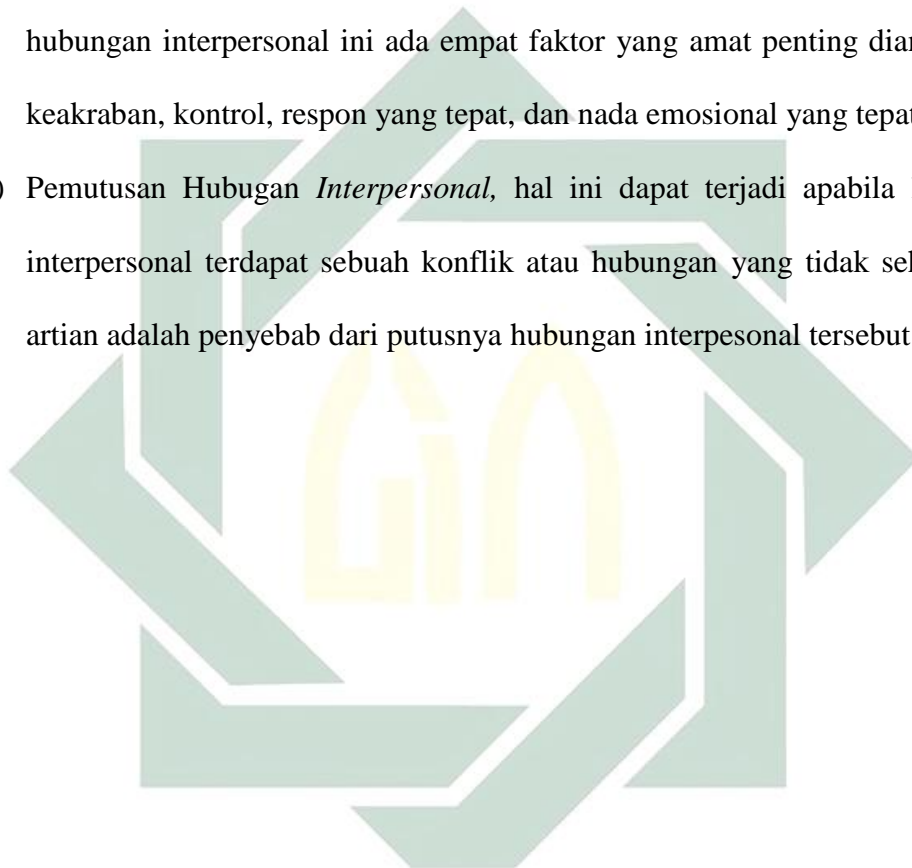 hubungan interpersonal ini ada empat faktor yang amat penting
keakraban, kontrol, respon yang tepat, dan nada emosional yang tepat
) Pemutusan Hubugan Interpersonal, hal ini dapat terjadi apabila
interpersonal terdapat sebuah konflik atau hubungan yang tidak
artian adalah penyebab dari putusnya hubungan interpesonal tersebut